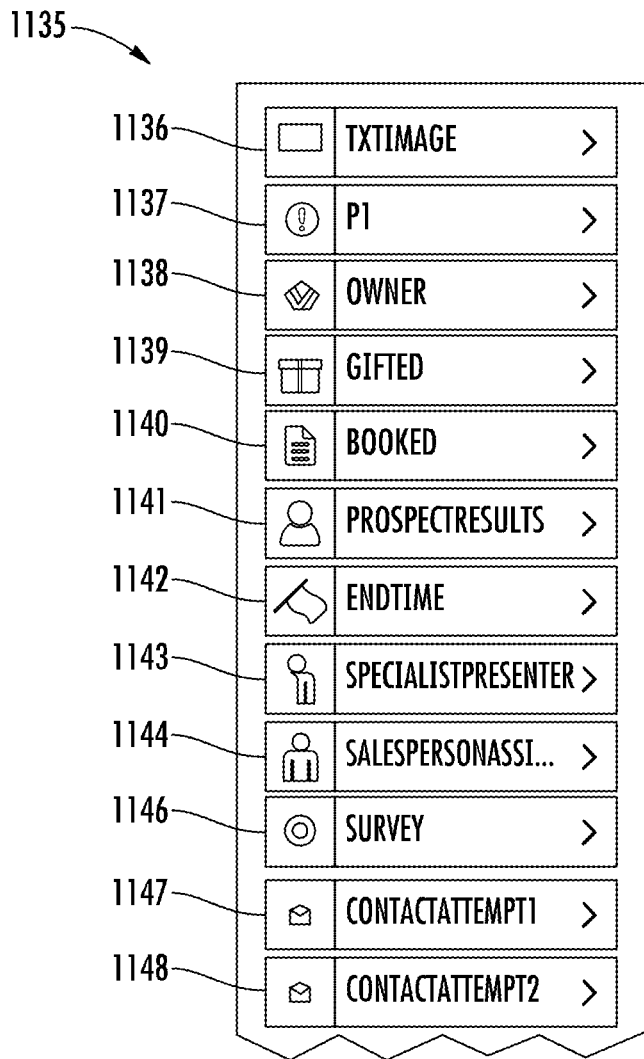 1135
1136 TXTIMAGE
1137 P1
1138 OWNER
1139 GIFTED
1140 BOOKED
1141 PROSPECTRESULTS
1142 ENDTIME
1143 SPECIALISTPRESENTER
1144 SALESPERSONASSI...
1146 SURVEY
1147 CONTACTATTEMPT1
1148 CONTACTATTEMPT2